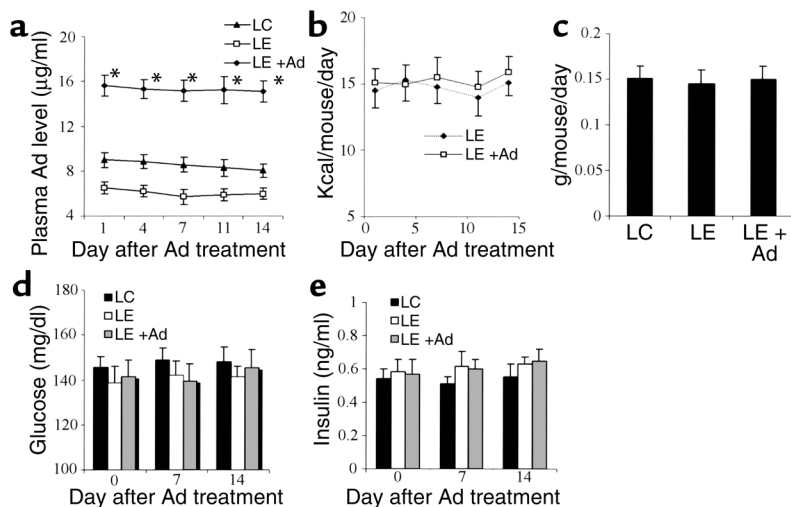 a
Plasma Ad level (µg/ml)
20
16
12
8
4
LC
LE
LE +Ad
* * * * *
1 4 7 11 14
Day after Ad treatment
b
Kcal/mouse/day
20
15
10
5
LE
LE +Ad
0 5 10 15
Day after Ad treatment
c
g/mouse/day
0.2
0.15
0.1
0.05
0
LC LE LE +
Ad
d
Glucose (mg/dl)
180
160
140
120
100
LC
LE
LE +Ad
0 7 14
Day after Ad treatment
e
Insulin (ng/ml)
1
0.8
0.6
0.4
0.2
0
LC
LE
LE +Ad
0 7 14
Day after Ad treatment